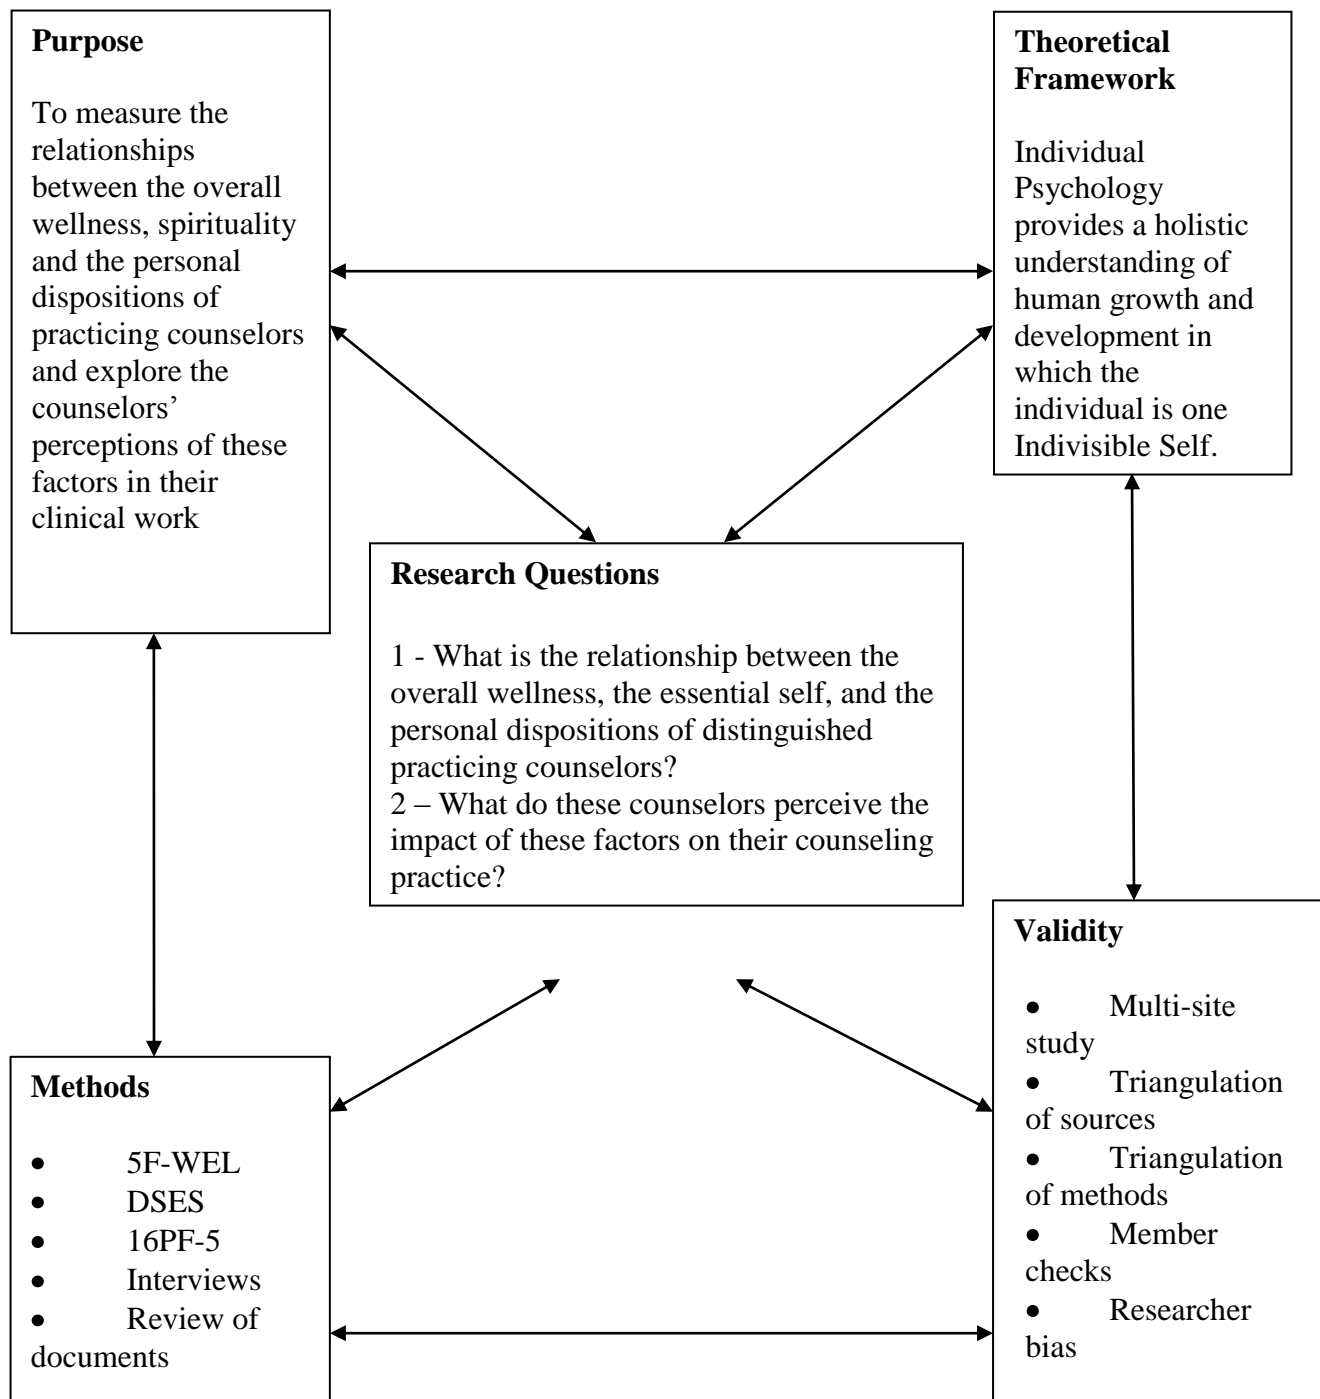 Purpose
To measure the
relationships
between the overall
wellness, spirituality
and the personal
dispositions of
practicing counselors
and explore the
counselors’
perceptions of these
factors in their
clinical work
Theoretical
Framework
Individual
Psychology
provides a holistic
understanding of
human growth and
development in
which the
individual is one
Indivisible Self.
Research Questions
1 - What is the relationship between the
overall wellness, the essential self, and the
personal dispositions of distinguished
practicing counselors?
2 – What do these counselors perceive the
impact of these factors on their counseling
practice?
Methods
• 5F-WEL
• DSES
• 16PF-5
• Interviews
• Review of
documents
Validity
• Multi-site
study
• Triangulation
of sources
• Triangulation
of methods
• Member
checks
• Researcher
bias